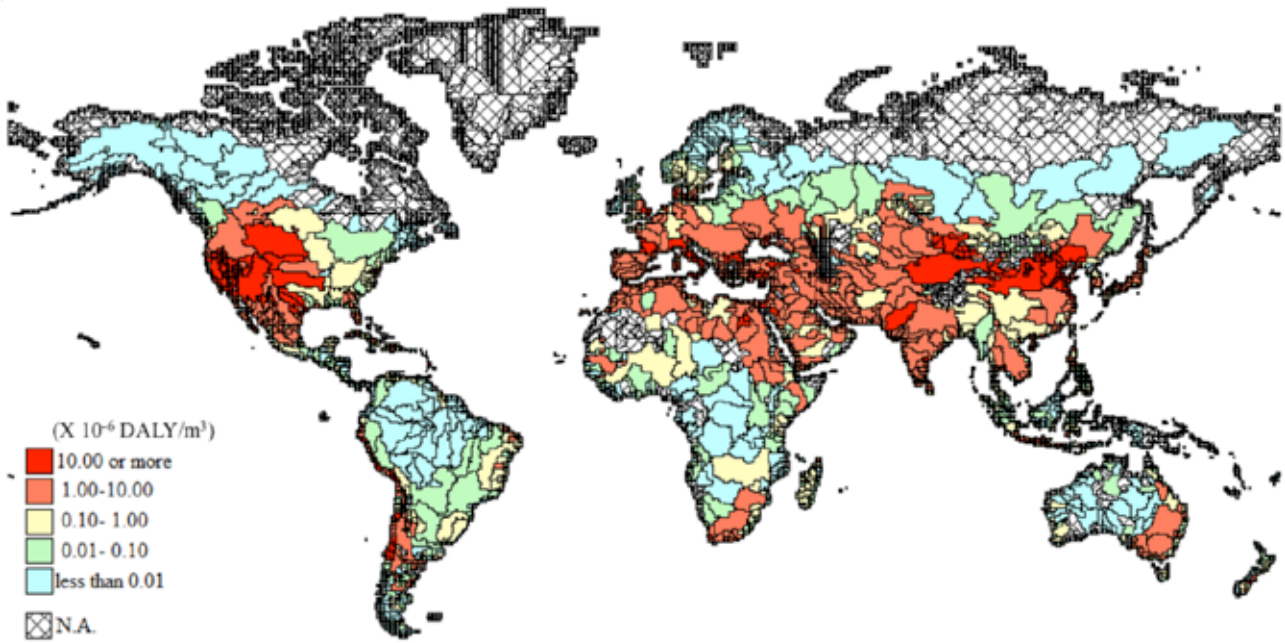 (X 10⁻⁶ DALY/m³)
10.00 or more
1.00-10.00
0.10- 1.00
0.01- 0.10
less than 0.01
N.A.